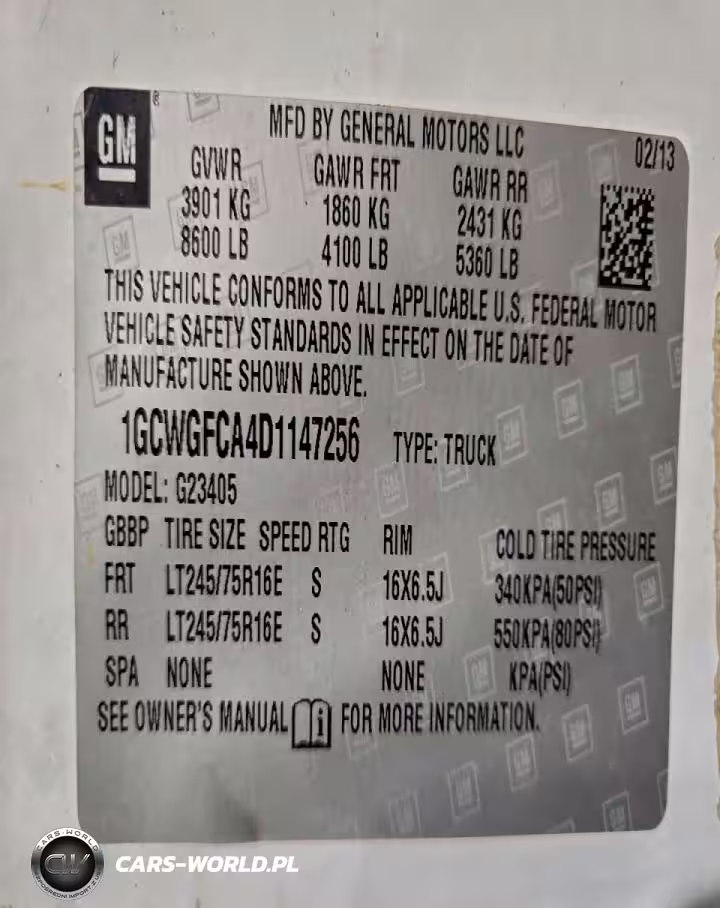 GM ®
MFD BY GENERAL MOTORS LLC
02/13
GVWR GAWR FRT GAWR RR
3901 KG 1860 KG 2431 KG
8600 LB 4100 LB 5360 LB
THIS VEHICLE CONFORMS TO ALL APPLICABLE U.S. FEDERAL MOTOR
VEHICLE SAFETY STANDARDS IN EFFECT ON THE DATE OF
MANUFACTURE SHOWN ABOVE.
1GCWGFCA4D1147256 TYPE: TRUCK
MODEL: G23405
GBBP TIRE SIZE SPEED RTG RIM COLD TIRE PRESSURE
FRT LT245/75R16E S 16X6.5J 340KPA(50PSI)
RR LT245/75R16E S 16X6.5J 550KPA(80PSI)
SPA NONE NONE KPA(PSI)
SEE OWNER'S MANUAL i FOR MORE INFORMATION.
CARS-WORLD
CW
CARS-WORLD.PL